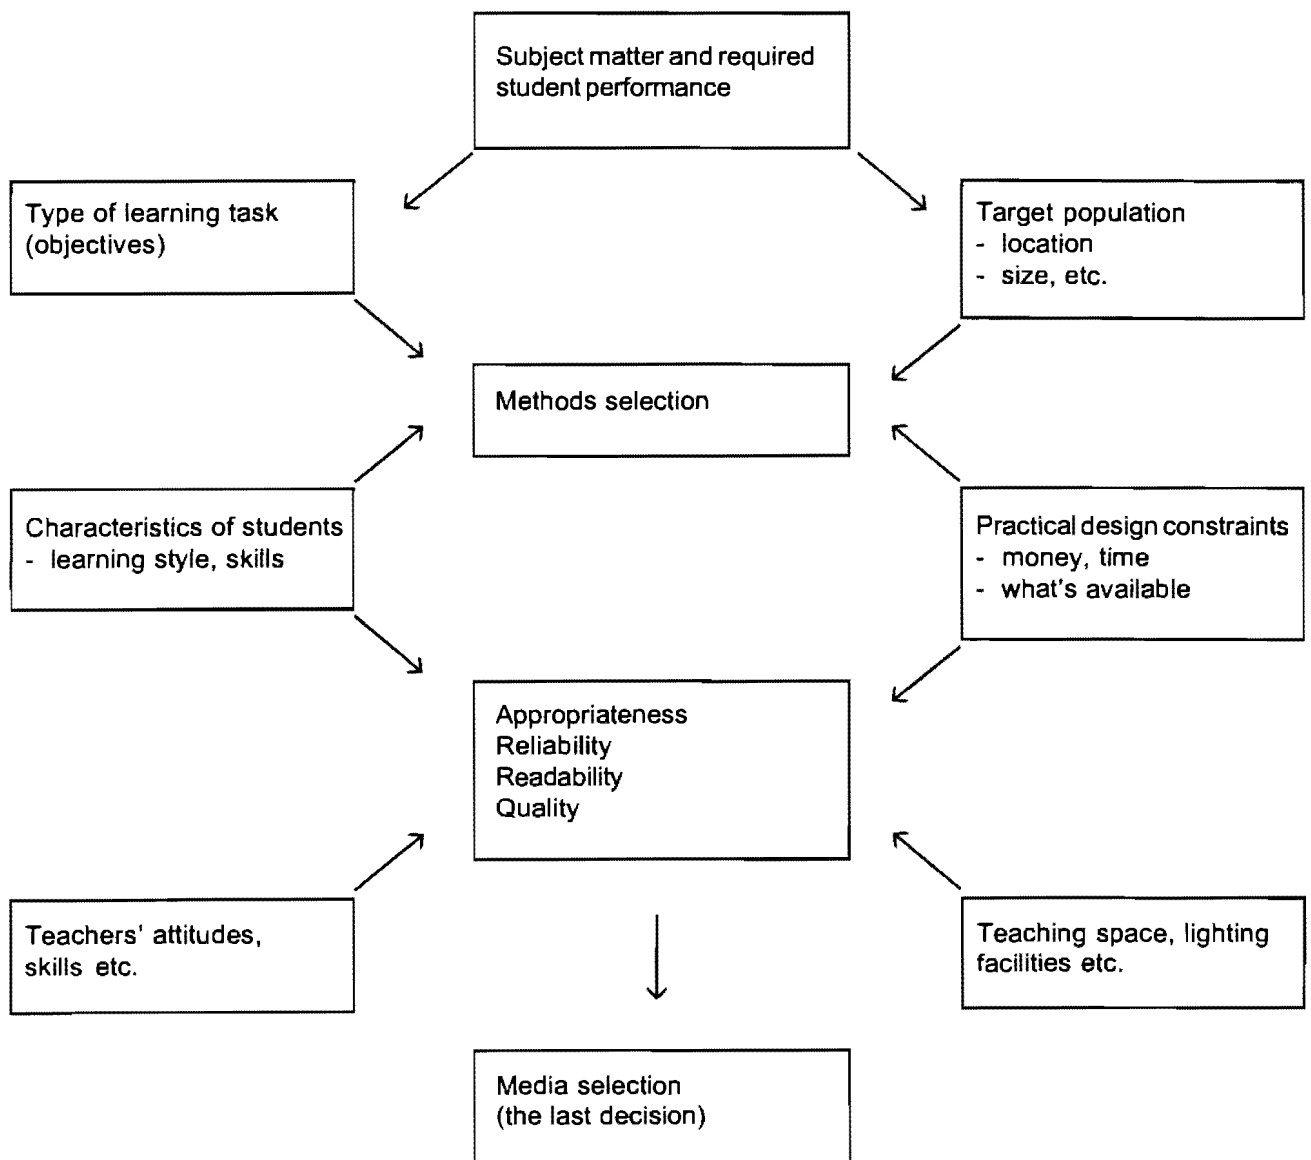 Subject matter and required
student performance
Type of learning task
(objectives)
Target population
- location
- size, etc.
Methods selection
Characteristics of students
- learning style, skills
Practical design constraints
- money, time
- what's available
Appropriateness
Reliability
Readability
Quality
Teachers' attitudes,
skills etc.
Teaching space, lighting
facilities etc.
Media selection
(the last decision)